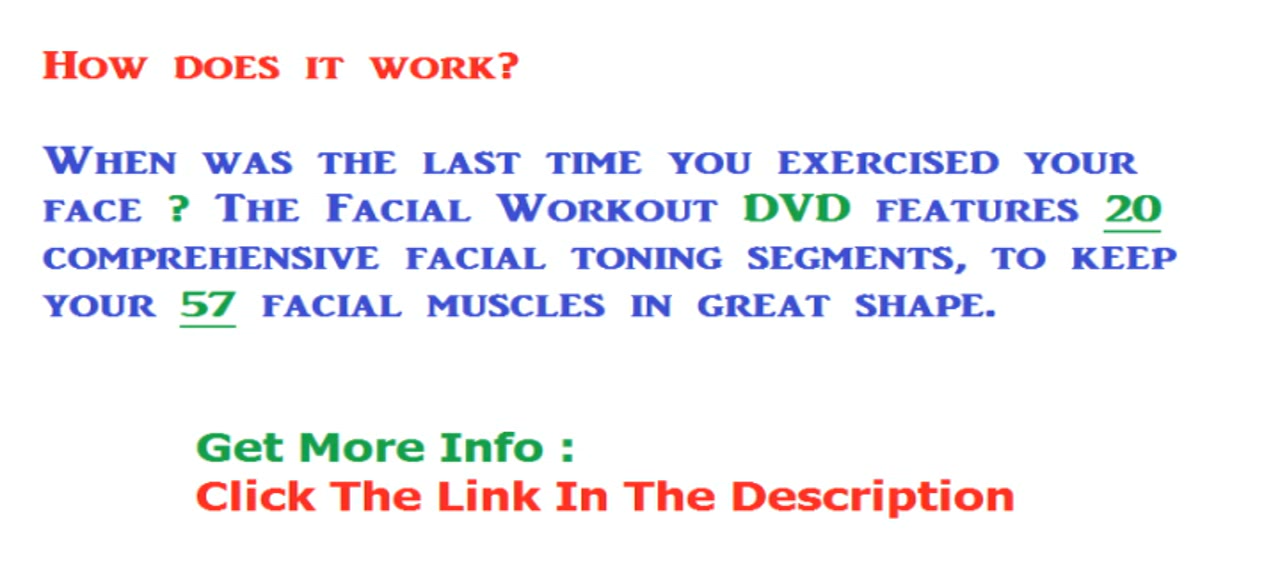 How does it work?
When was the last time you exercised your
face ? The Facial Workout DVD features 20
comprehensive facial toning segments, to keep
your 57 facial muscles in great shape.
Get More Info :
Click The Link In The Description